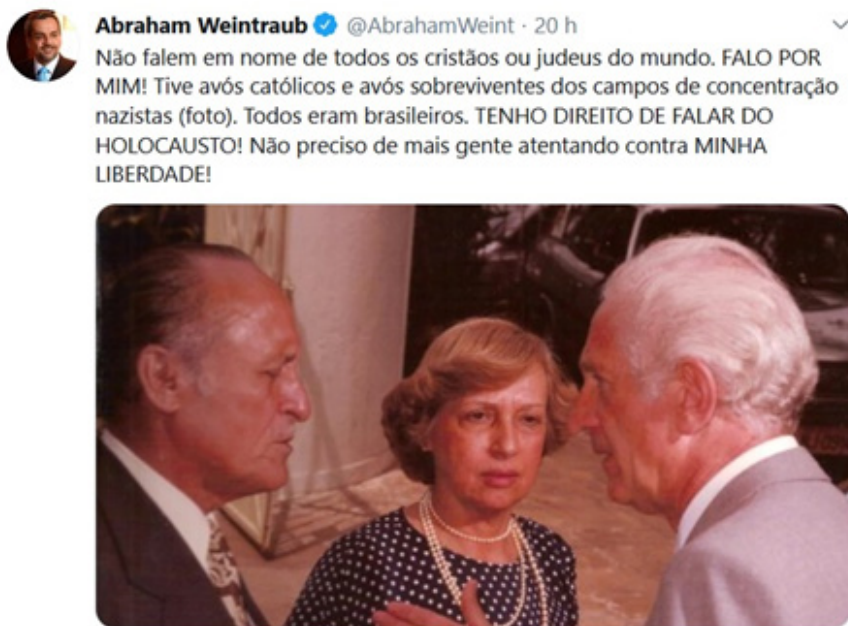 Abraham Weintraub @AbrahamWeint · 20 h
Não falem em nome de todos os cristãos ou judeus do mundo. FALO POR
MIM! Tive avós católicos e avós sobreviventes dos campos de concentração
nazistas (foto). Todos eram brasileiros. TENHO DIREITO DE FALAR DO
HOLOCAUSTO! Não preciso de mais gente atentando contra MINHA
LIBERDADE!